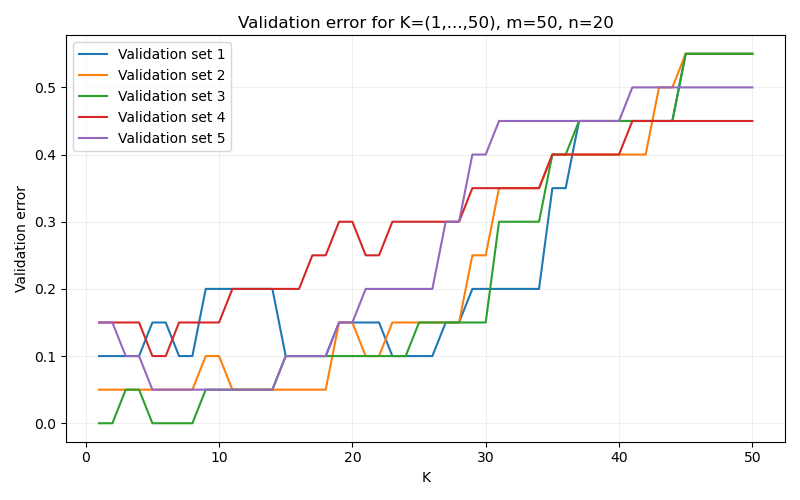 Validation error for K=(1,...,50), m=50, n=20
Validation set 1
Validation set 2
Validation set 3
Validation set 4
Validation set 5
Validation error
0.5
0.4
0.3
0.2
0.1
0.0
0 10 20 30 40 50
K